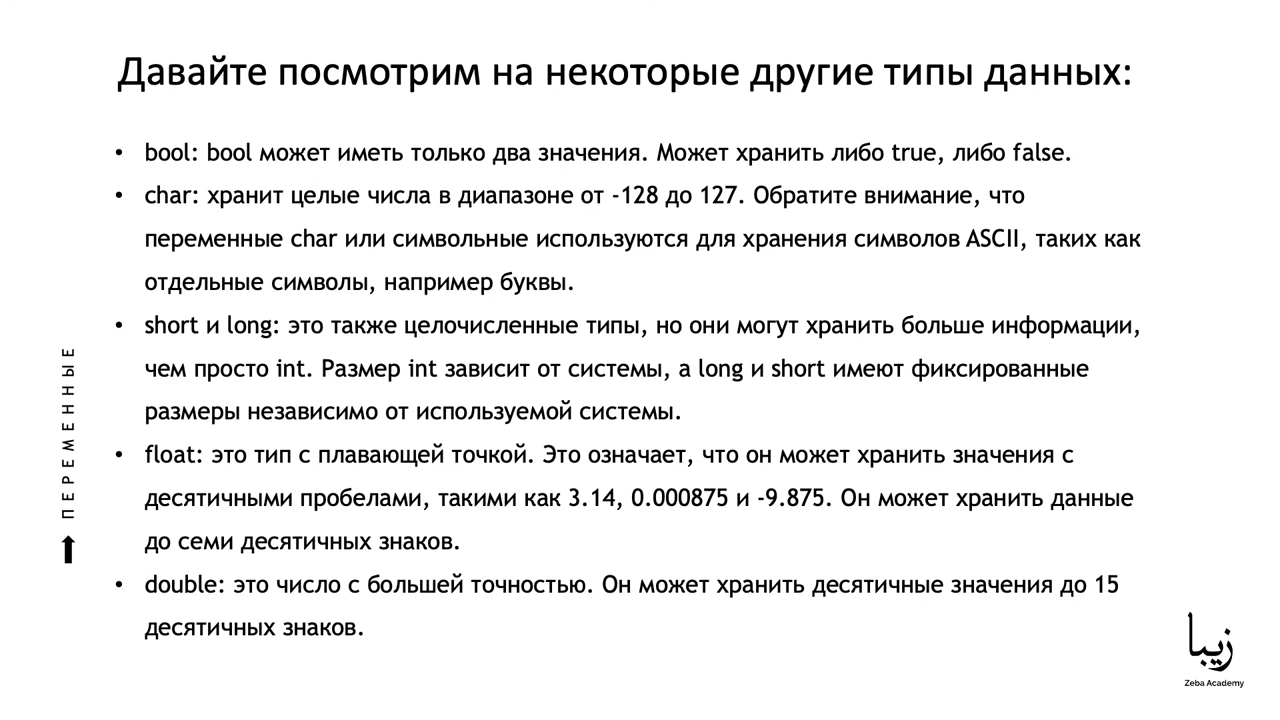 Давайте посмотрим на некоторые другие типы данных:
• bool: bool может иметь только два значения. Может хранить либо true, либо false.
• char: хранит целые числа в диапазоне от -128 до 127. Обратите внимание, что
переменные char или символьные используются для хранения символов ASCII, таких как
отдельные символы, например буквы.
• short и long: это также целочисленные типы, но они могут хранить больше информации,
чем просто int. Размер int зависит от системы, а long и short имеют фиксированные
размеры независимо от используемой системы.
• float: это тип с плавающей точкой. Это означает, что он может хранить значения с
десятичными пробелами, такими как 3.14, 0.000875 и -9.875. Он может хранить данные
до семи десятичных знаков.
• double: это число с большей точностью. Он может хранить десятичные значения до 15
десятичных знаков.
ПЕРЕМЕННЫЕ
زيبا
Zeba Academy